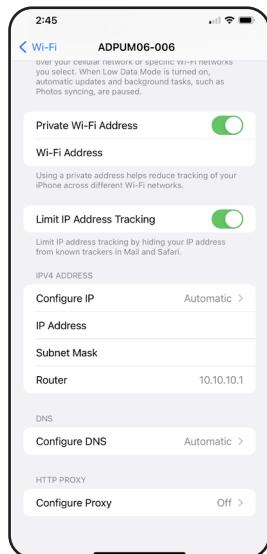 2:45
Wi-Fi
ADPUM06-006
over your cellular network or specific Wi-Fi networks
you select. When Low Data Mode is turned on,
automatic updates and background tasks, such as
Photos syncing, are paused.
Private Wi-Fi Address
Wi-Fi Address
Using a private address helps reduce tracking of your
iPhone across different Wi-Fi networks.
Limit IP Address Tracking
Limit IP address tracking by hiding your IP address
from known trackers in Mail and Safari.
IPV4 ADDRESS
Configure IP Automatic
IP Address
Subnet Mask
Router 10.10.10.1
DNS
Configure DNS Automatic
HTTP PROXY
Configure Proxy Off